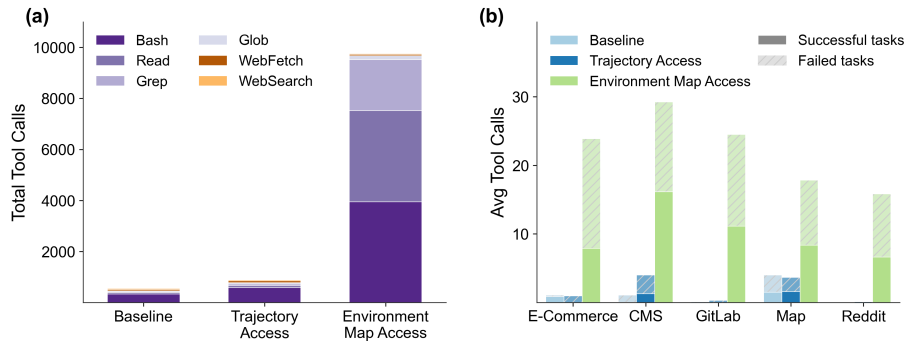 (a)
Total Tool Calls
10000
8000
6000
4000
2000
Bash
Read
Grep
Glob
WebFetch
WebSearch
Baseline
Trajectory
Access
Environment
Map Access
(b)
Avg Tool Calls
30
20
10
Baseline
Trajectory Access
Environment Map Access
Successful tasks
Failed tasks
E-Commerce
CMS
GitLab
Map
Reddit